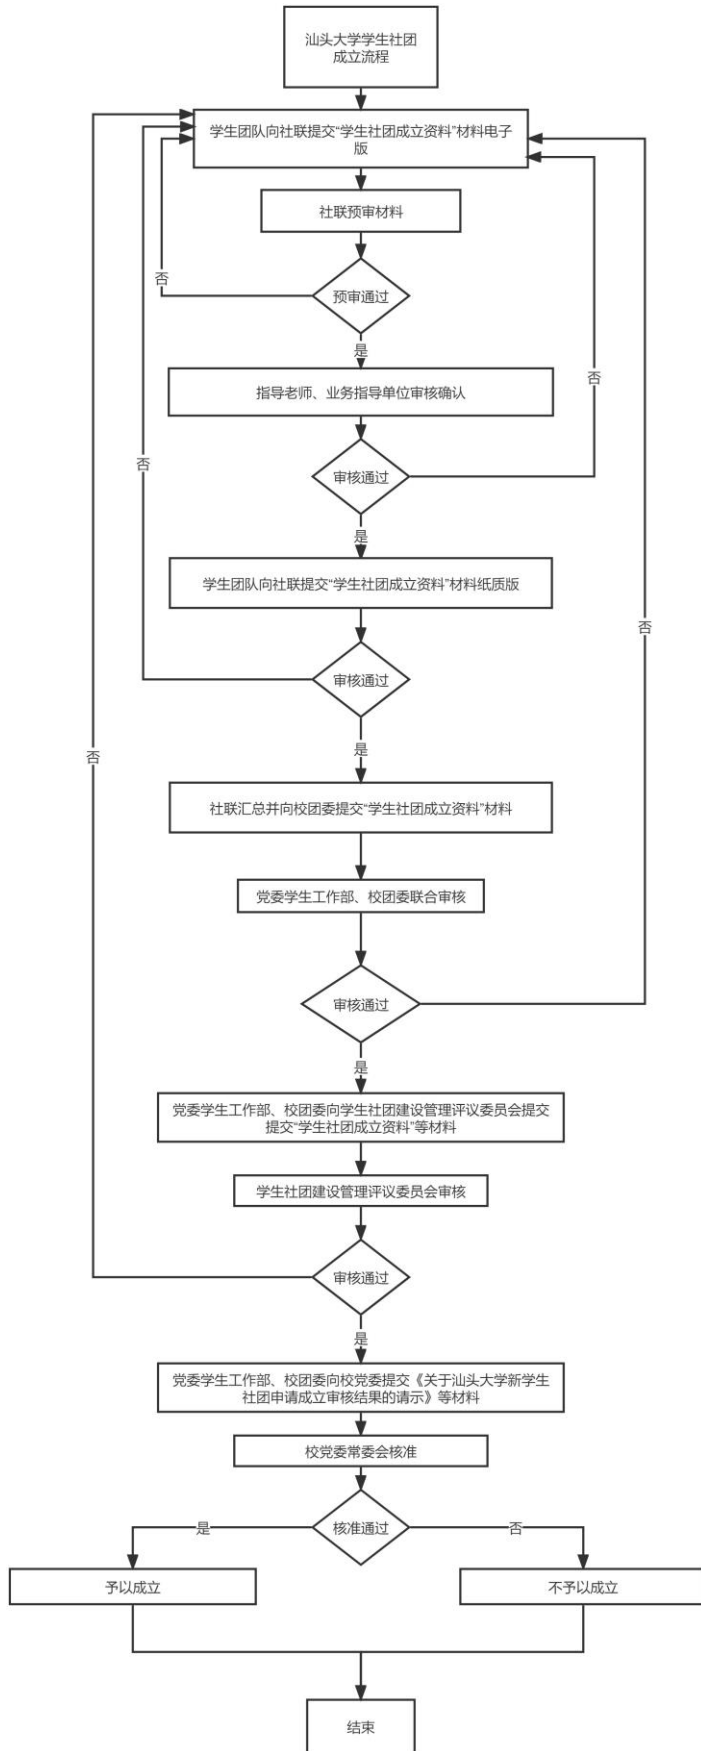 汕头大学学生社团
成立流程
学生团队向社联提交“学生社团成立资料”材料电子
版
社联预审材料
预审通过
否
是
指导老师、业务指导单位审核确认
否
审核通过
否
是
学生团队向社联提交“学生社团成立资料”材料纸质版
否
审核通过
是
否
社联汇总并向校团委提交“学生社团成立资料”材料
党委学生工作部、校团委联合审核
审核通过
是
党委学生工作部、校团委向学生社团建设管理评议委员会提交
提交“学生社团成立资料”等材料
学生社团建设管理评议委员会审核
审核通过
是
党委学生工作部、校团委向校党委提交《关于汕头大学新学生
社团申请成立审核结果的请示》等材料
校党委常委会核准
核准通过
是
否
予以成立
不予以成立
结束